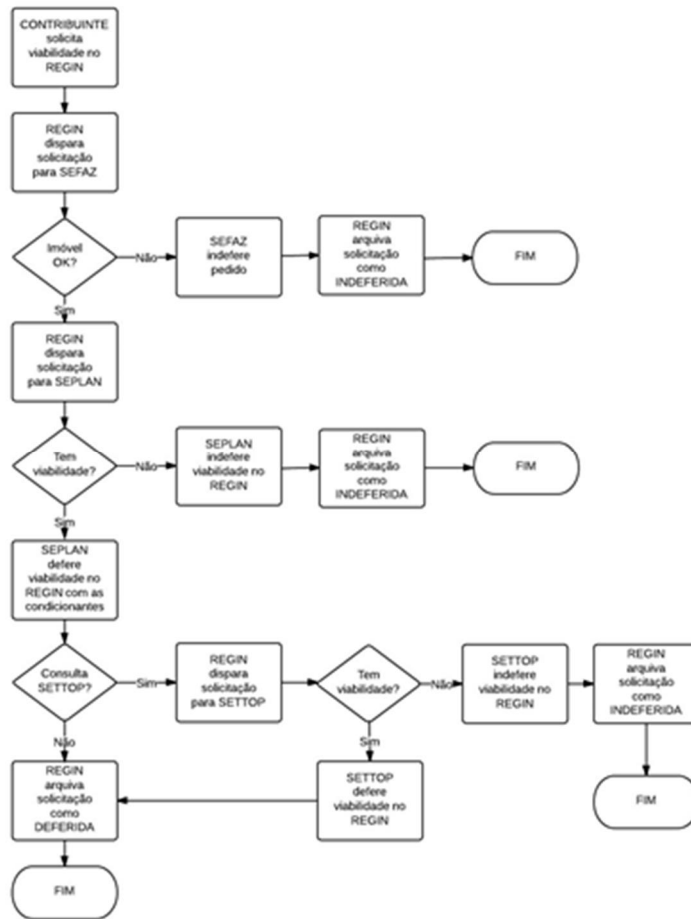 CONTRIBUINTE
solicita
viabilidade no
REGIN
REGIN
dispara
solicitação
para SEFAZ
Imóvel
OK?
Não
SEFAZ
indefere
pedido
REGIN
arquiva
solicitação
como
INDEFERIDA
FIM
Sim
REGIN
dispara
solicitação
para SEPLAN
Tem
viabilidade?
Não
SEPLAN
indefere
viabilidade no
REGIN
REGIN
arquiva
solicitação
como
INDEFERIDA
FIM
Sim
SEPLAN
defere
viabilidade no
REGIN com as
condicionantes
Consulta
SETTOP?
Sim
REGIN
dispara
solicitação
para SETTOP
Tem
viabilidade?
Não
SETTOP
indefere
viabilidade no
REGIN
REGIN
arquiva
solicitação
como
INDEFERIDA
FIM
Não
Sim
REGIN
arquiva
solicitação
como
DEFERIDA
SETTOP
defere
viabilidade no
REGIN
FIM